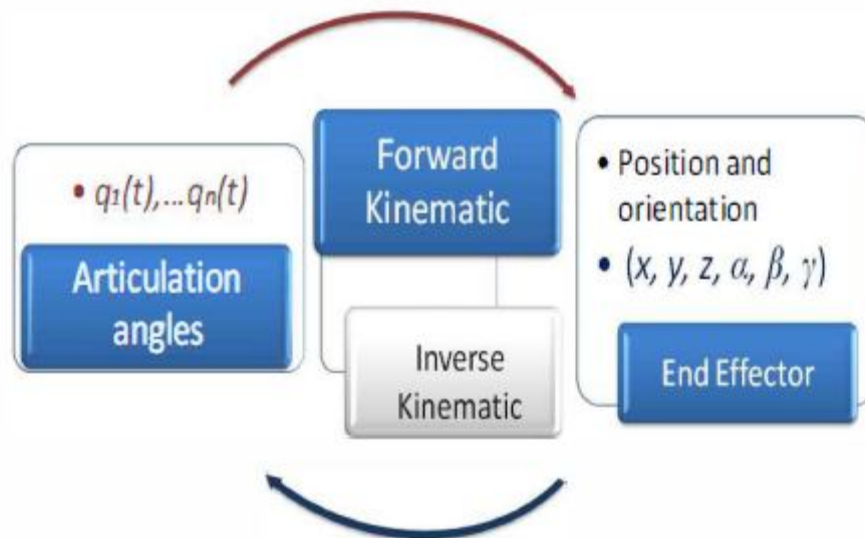 • q₁(t),...qₙ(t)
Articulation
angles
Forward
Kinematic
Inverse
Kinematic
• Position and
orientation
• (x, y, z, α, β, γ)
End Effector